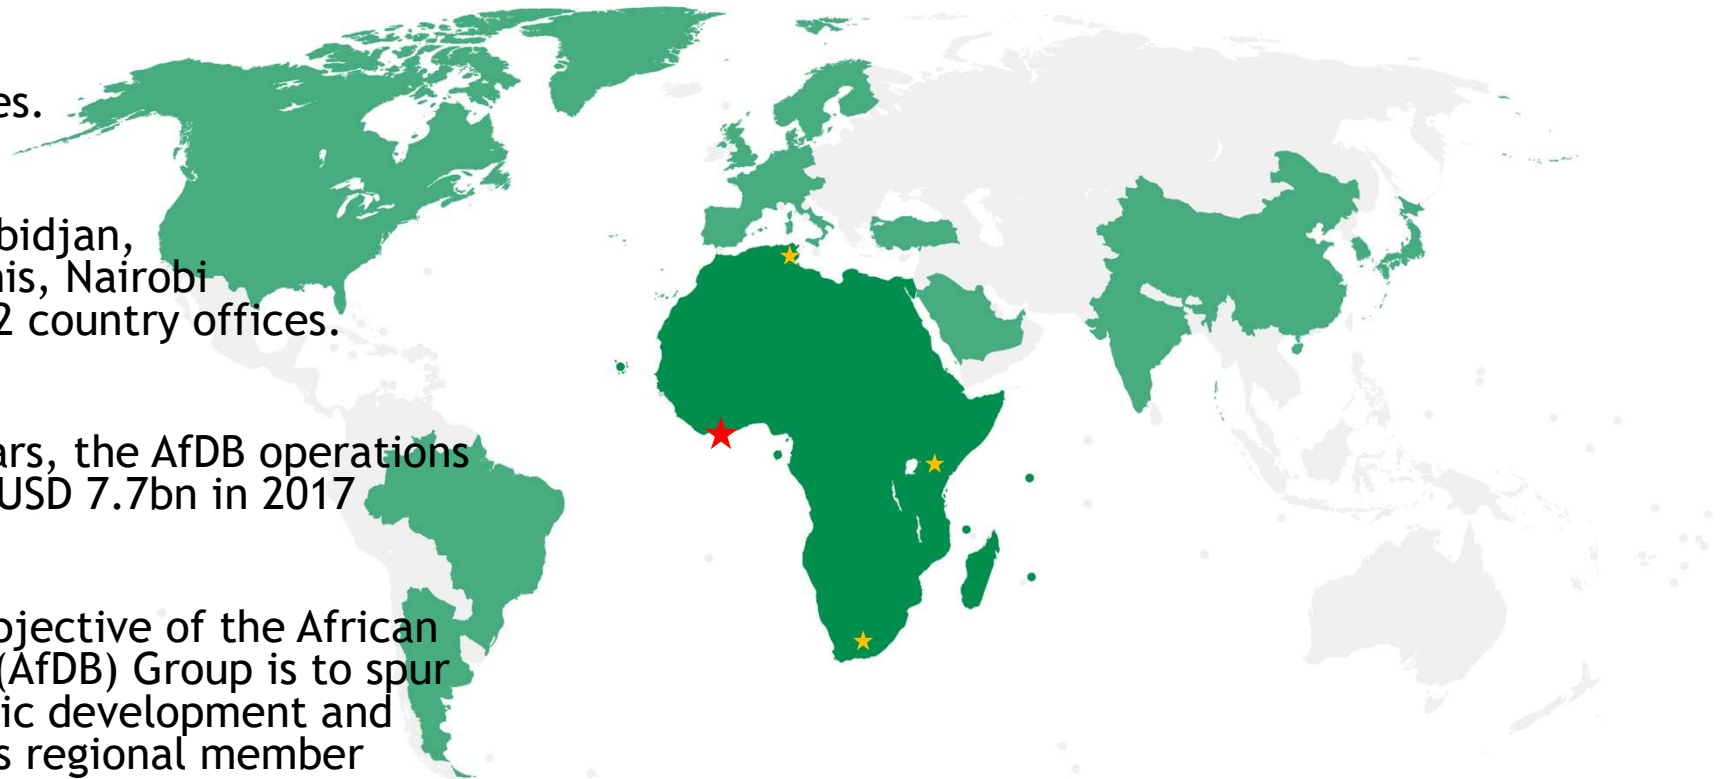 es.
bidjan,
is, Nairobi
2 country offices.
ars, the AfDB operations
USD 7.7bn in 2017
bjective of the African
(AfDB) Group is to spur
ic development and
s regional member